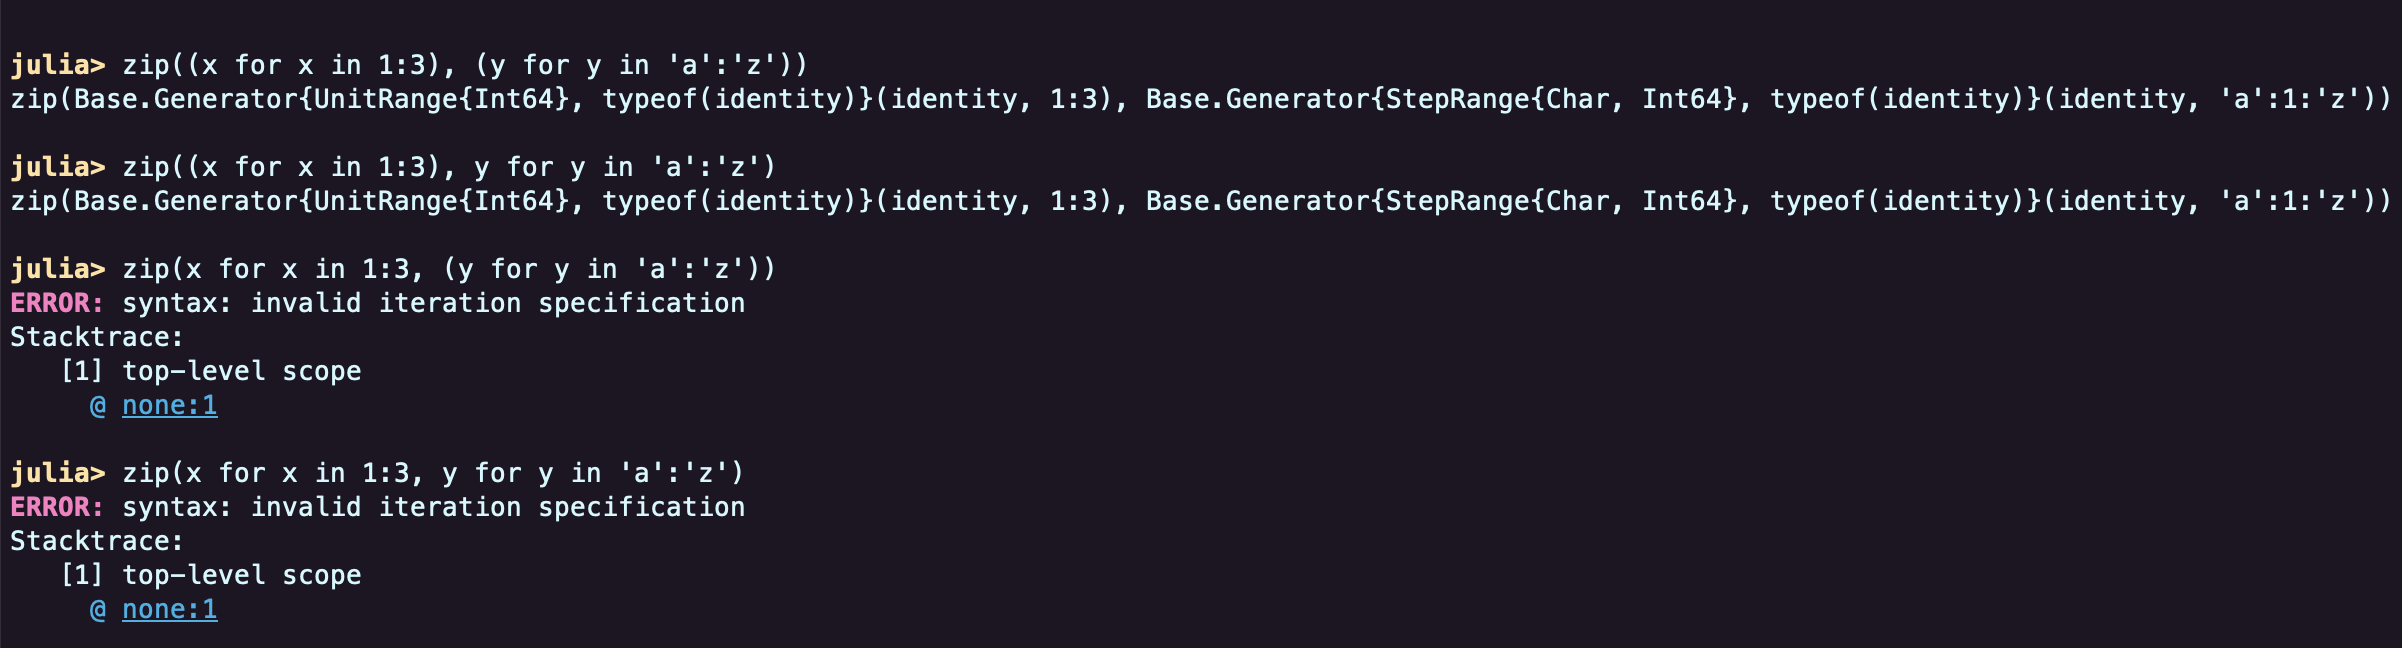 julia> zip((x for x in 1:3), (y for y in 'a':'z'))
zip(Base.Generator{UnitRange{Int64}, typeof(identity)}(identity, 1:3), Base.Generator{StepRange{Char, Int64}, typeof(identity)}(identity, 'a':1:'z'))
julia> zip((x for x in 1:3), y for y in 'a':'z')
zip(Base.Generator{UnitRange{Int64}, typeof(identity)}(identity, 1:3), Base.Generator{StepRange{Char, Int64}, typeof(identity)}(identity, 'a':1:'z'))
julia> zip(x for x in 1:3, (y for y in 'a':'z'))
ERROR: syntax: invalid iteration specification
Stacktrace:
[1] top-level scope
@ none:1
julia> zip(x for x in 1:3, y for y in 'a':'z')
ERROR: syntax: invalid iteration specification
Stacktrace:
[1] top-level scope
@ none:1